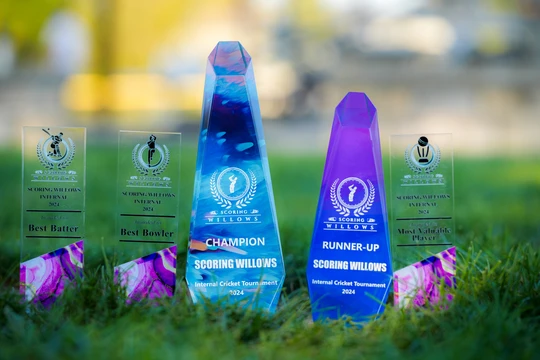 SCORING WILLOWS
INTERNAL
2024
Best Batter
SCORING WILLOWS
INTERNAL
2024
Best Bowler
SCORING
WILLOWS
CHAMPION
SCORING WILLOWS
Internal Cricket Tournament
2024
SCORING
WILLOWS
RUNNER-UP
SCORING WILLOWS
Internal Cricket Tournament
2024
SCORING WILLOWS
INTERNAL
2024
Most Valuable
Player